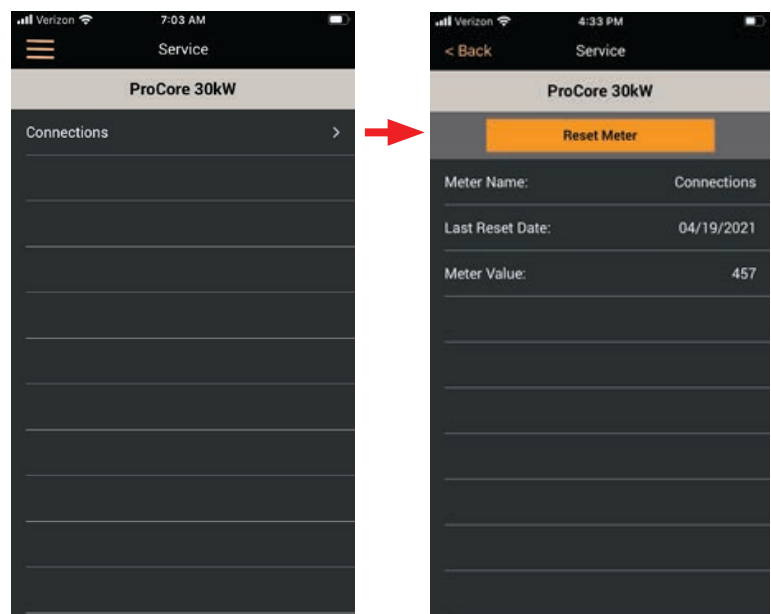 Verizon 7:03 AM
Service
ProCore 30kW
Connections >
Verizon 4:33 PM
< Back Service
ProCore 30kW
Reset Meter
Meter Name: Connections
Last Reset Date: 04/19/2021
Meter Value: 457